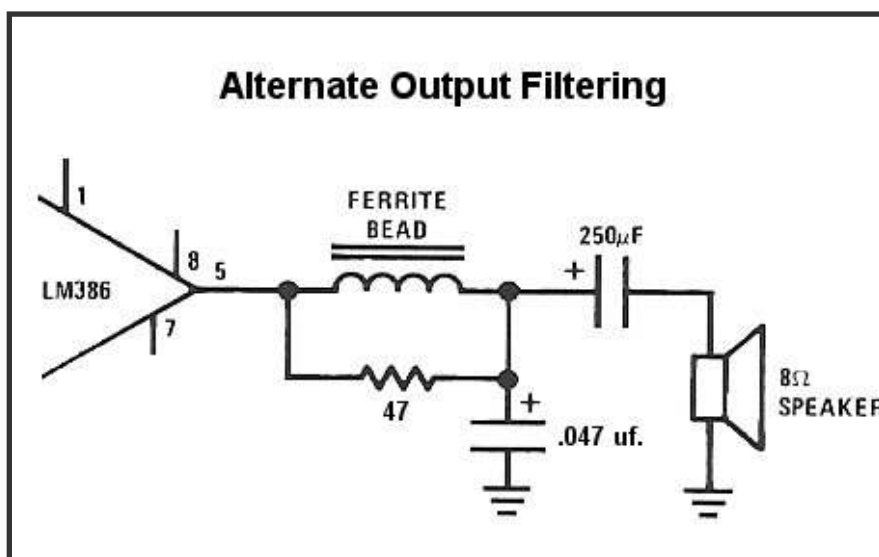 Alternate Output Filtering
1
FERRITE
BEAD
250µF
+
8
5
LM386
7
47
+
.047 uf.
8Ω
SPEAKER